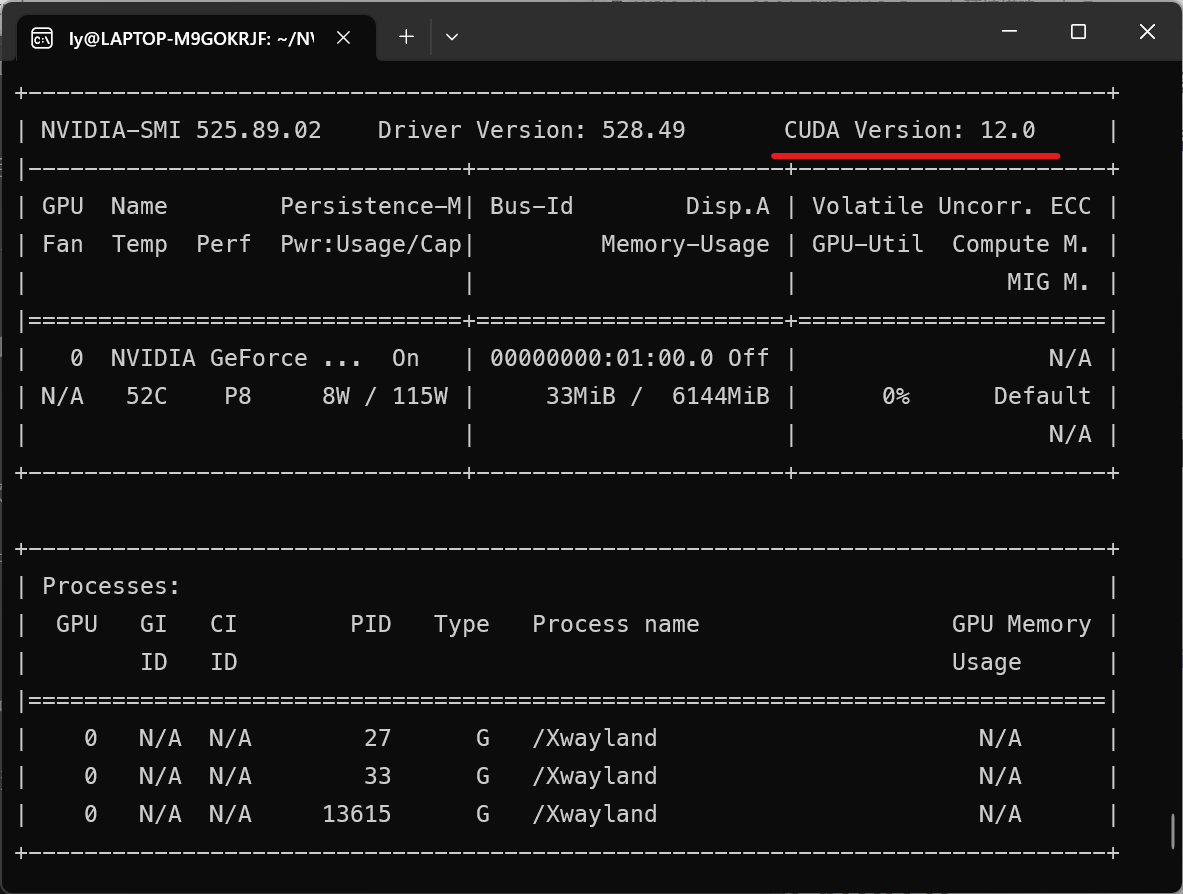 ly@LAPTOP-M9GOKRJF: ~/NV
+-----------------------------------------------------------------------------+
| NVIDIA-SMI 525.89.02    Driver Version: 528.49       CUDA Version: 12.0     |
|-------------------------------+----------------------+----------------------+
| GPU  Name        Persistence-M| Bus-Id        Disp.A | Volatile Uncorr. ECC |
| Fan  Temp  Perf  Pwr:Usage/Cap|         Memory-Usage | GPU-Util  Compute M. |
|                               |                      |               MIG M. |
|===============================+======================+======================|
|   0  NVIDIA GeForce ...  On   | 00000000:01:00.0 Off |                  N/A |
| N/A   52C    P8     8W / 115W |     33MiB /  6144MiB |      0%      Default |
|                               |                      |                  N/A |
+-------------------------------+----------------------+----------------------+
+-----------------------------------------------------------------------------+
| Processes:                                                                  |
|  GPU   GI   CI        PID   Type   Process name                  GPU Memory |
|        ID   ID                                                   Usage      |
|=============================================================================|
|    0   N/A  N/A        27      G   /Xwayland                       N/A      |
|    0   N/A  N/A        33      G   /Xwayland                       N/A      |
|    0   N/A  N/A     13615      G   /Xwayland                       N/A      |
+-----------------------------------------------------------------------------+